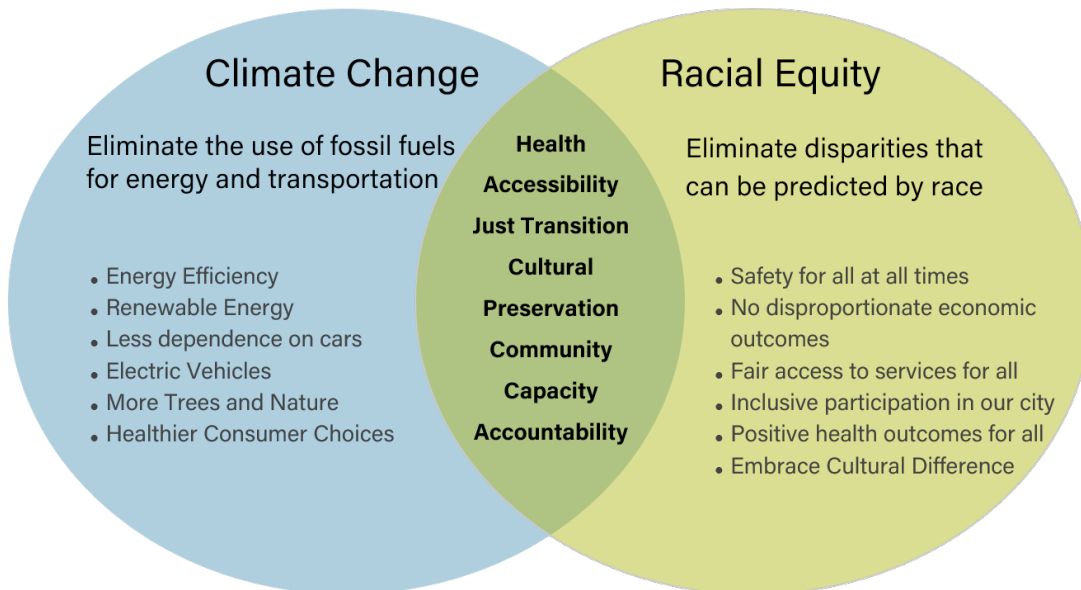 Climate Change
Eliminate the use of fossil fuels
for energy and transportation
• Energy Efficiency
• Renewable Energy
• Less dependence on cars
• Electric Vehicles
• More Trees and Nature
• Healthier Consumer Choices
Health
Accessibility
Just Transition
Cultural
Preservation
Community
Capacity
Accountability
Racial Equity
Eliminate disparities that
can be predicted by race
• Safety for all at all times
• No disproportionate economic
outcomes
• Fair access to services for all
• Inclusive participation in our city
• Positive health outcomes for all
• Embrace Cultural Difference